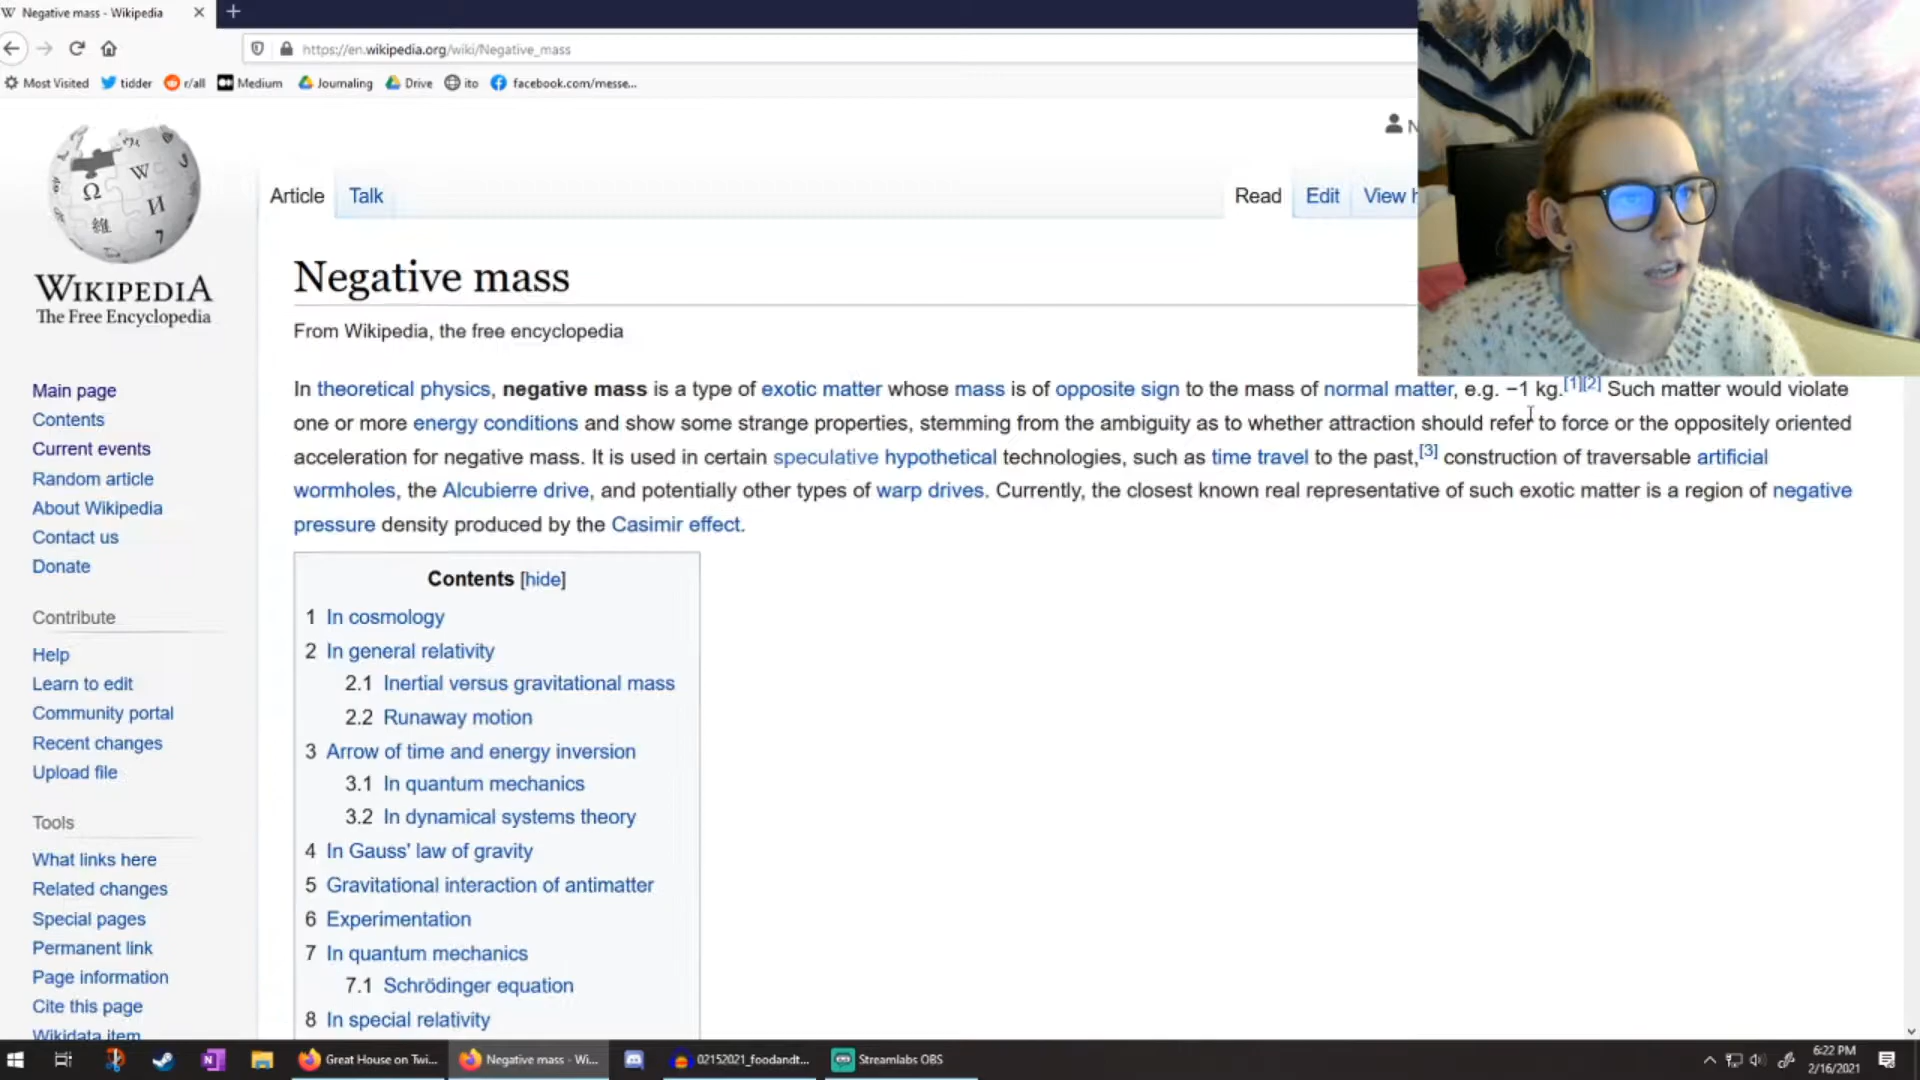 Negative mass - Wikipedia
https://en.wikipedia.org/wiki/Negative_mass
Most Visited tidder r/all Medium Journaling Drive ito facebook.com/messe...
Ω W И 維 7
WIKIPEDIA
The Free Encyclopedia
Main page
Contents
Current events
Random article
About Wikipedia
Contact us
Donate
Contribute
Help
Learn to edit
Community portal
Recent changes
Upload file
Tools
What links here
Related changes
Special pages
Permanent link
Page information
Cite this page
Wikidata item
N
Article Talk Read Edit View h
Negative mass
From Wikipedia, the free encyclopedia
In theoretical physics, negative mass is a type of exotic matter whose mass is of opposite sign to the mass of normal matter, e.g. −1 kg.[1][2] Such matter would violate
one or more energy conditions and show some strange properties, stemming from the ambiguity as to whether attraction should refer to force or the oppositely oriented
acceleration for negative mass. It is used in certain speculative hypothetical technologies, such as time travel to the past,[3] construction of traversable artificial
wormholes, the Alcubierre drive, and potentially other types of warp drives. Currently, the closest known real representative of such exotic matter is a region of negative
pressure density produced by the Casimir effect.
Contents [hide]
1 In cosmology
2 In general relativity
2.1 Inertial versus gravitational mass
2.2 Runaway motion
3 Arrow of time and energy inversion
3.1 In quantum mechanics
3.2 In dynamical systems theory
4 In Gauss' law of gravity
5 Gravitational interaction of antimatter
6 Experimentation
7 In quantum mechanics
7.1 Schrödinger equation
8 In special relativity
Great House on Twi... Negative mass - Wi... 02152021_foodandt... Streamlabs OBS
6:22 PM
2/16/2021